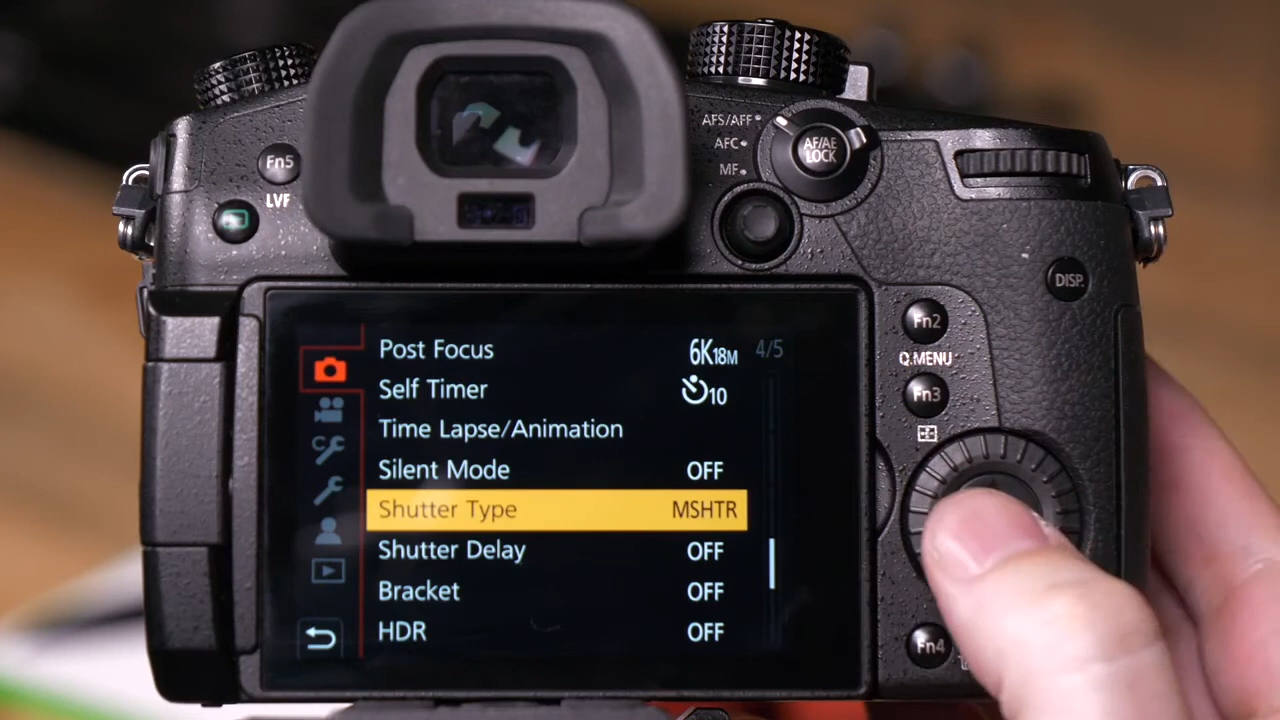 AFS/AFF
AFC
MF
AF/AE
LOCK
Fn5
LVF
DISP.
Fn2
Q.MENU
Fn3
Fn4
Post Focus 6K18M 4/5
Self Timer 10
Time Lapse/Animation
Silent Mode OFF
Shutter Type MSHTR
Shutter Delay OFF
Bracket OFF
HDR OFF
C